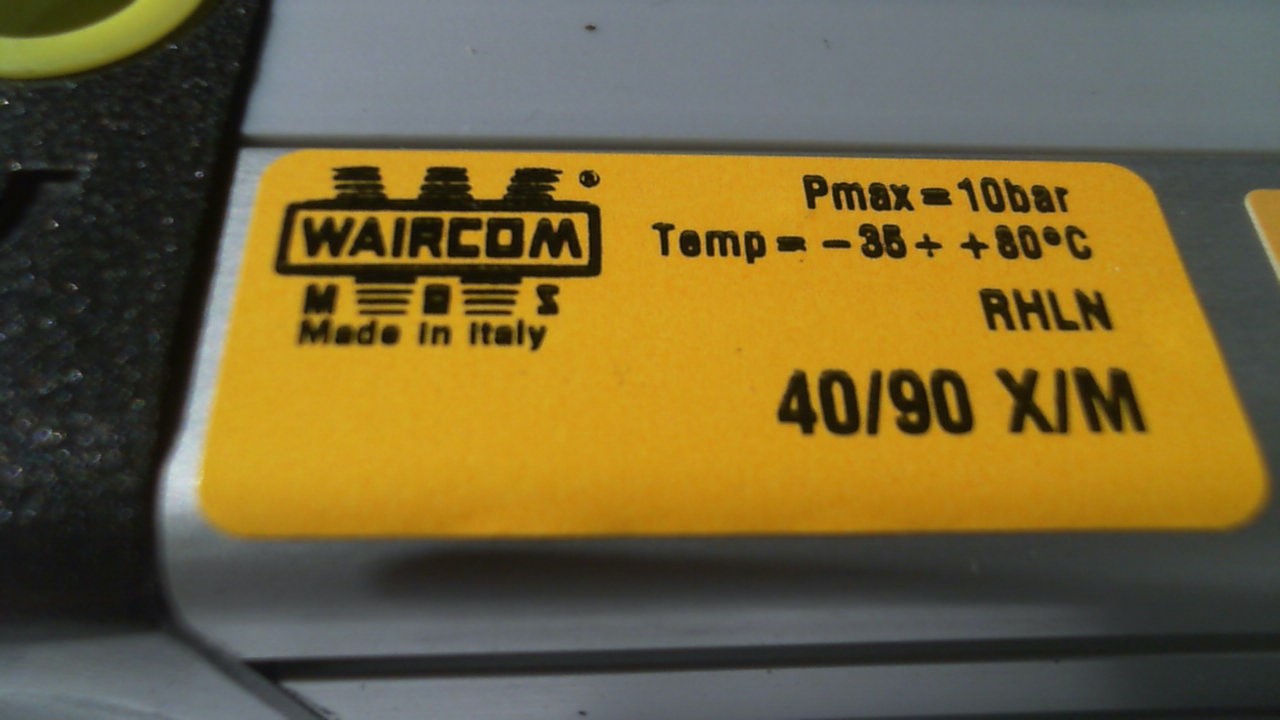 WAIRCOM®
M B S
Made in Italy
Pmax = 10bar
Temp = - 35 ÷ + 80°C
RHLN
40/90 X/M